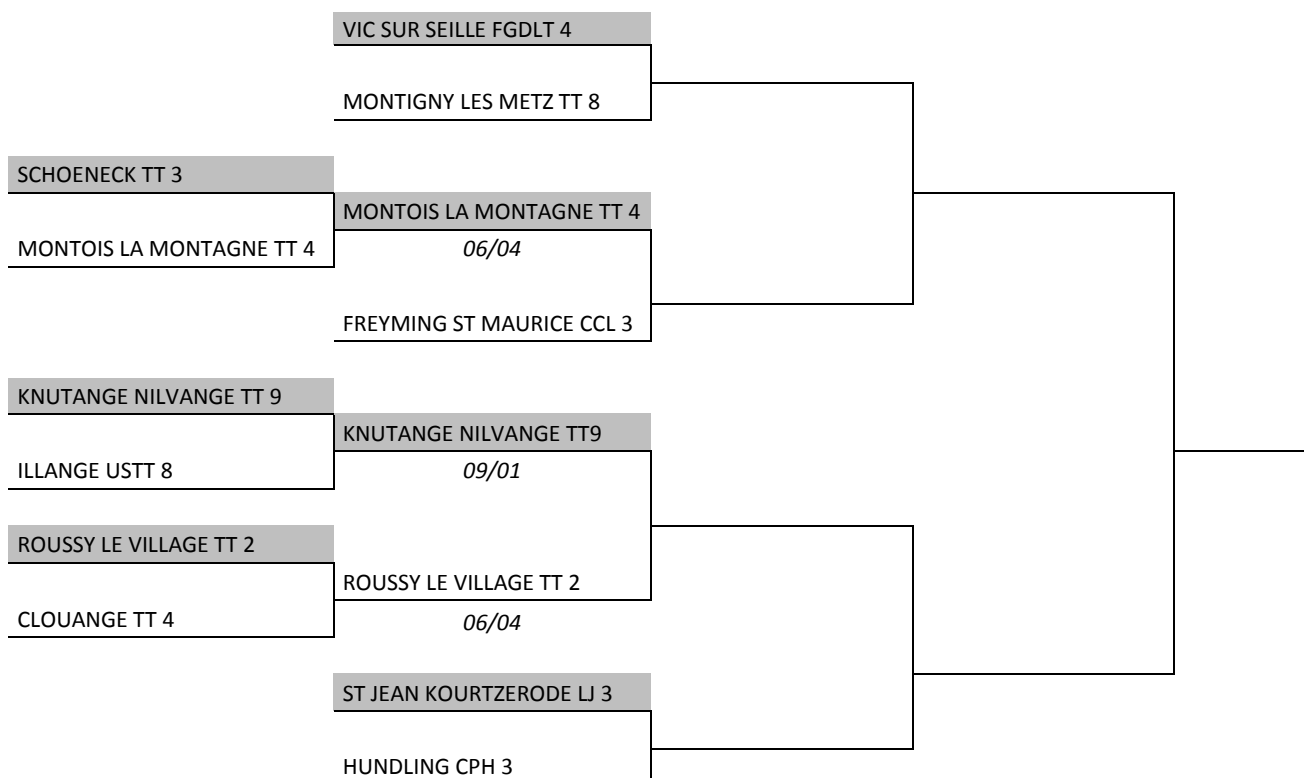 VIC SUR SEILLE FGDLT 4
MONTIGNY LES METZ TT 8
SCHOENECK TT 3
MONTOIS LA MONTAGNE TT 4
MONTOIS LA MONTAGNE TT 4
06/04
FREYMING ST MAURICE CCL 3
KNUTANGE NILVANGE TT 9
KNUTANGE NILVANGE TT9
ILLANGE USTT 8
09/01
ROUSSY LE VILLAGE TT 2
ROUSSY LE VILLAGE TT 2
CLOUANGE TT 4
06/04
ST JEAN KOURTZERODE LJ 3
HUNDLING CPH 3